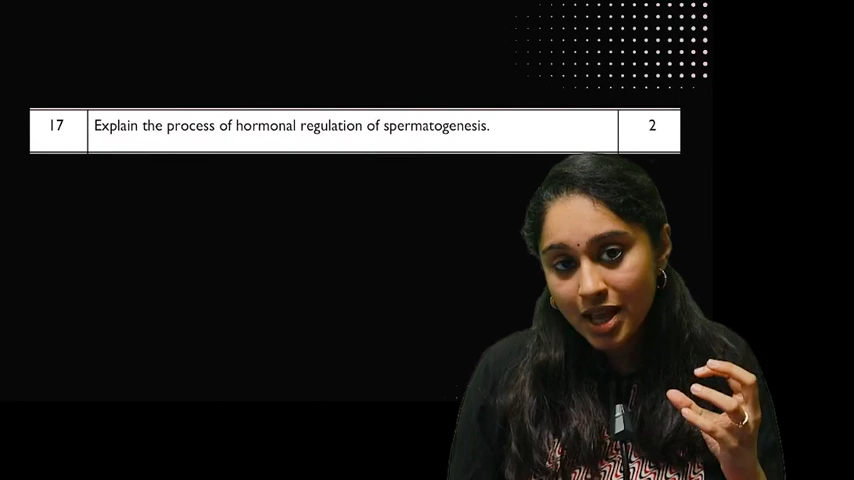 17 Explain the process of hormonal regulation of spermatogenesis. 2